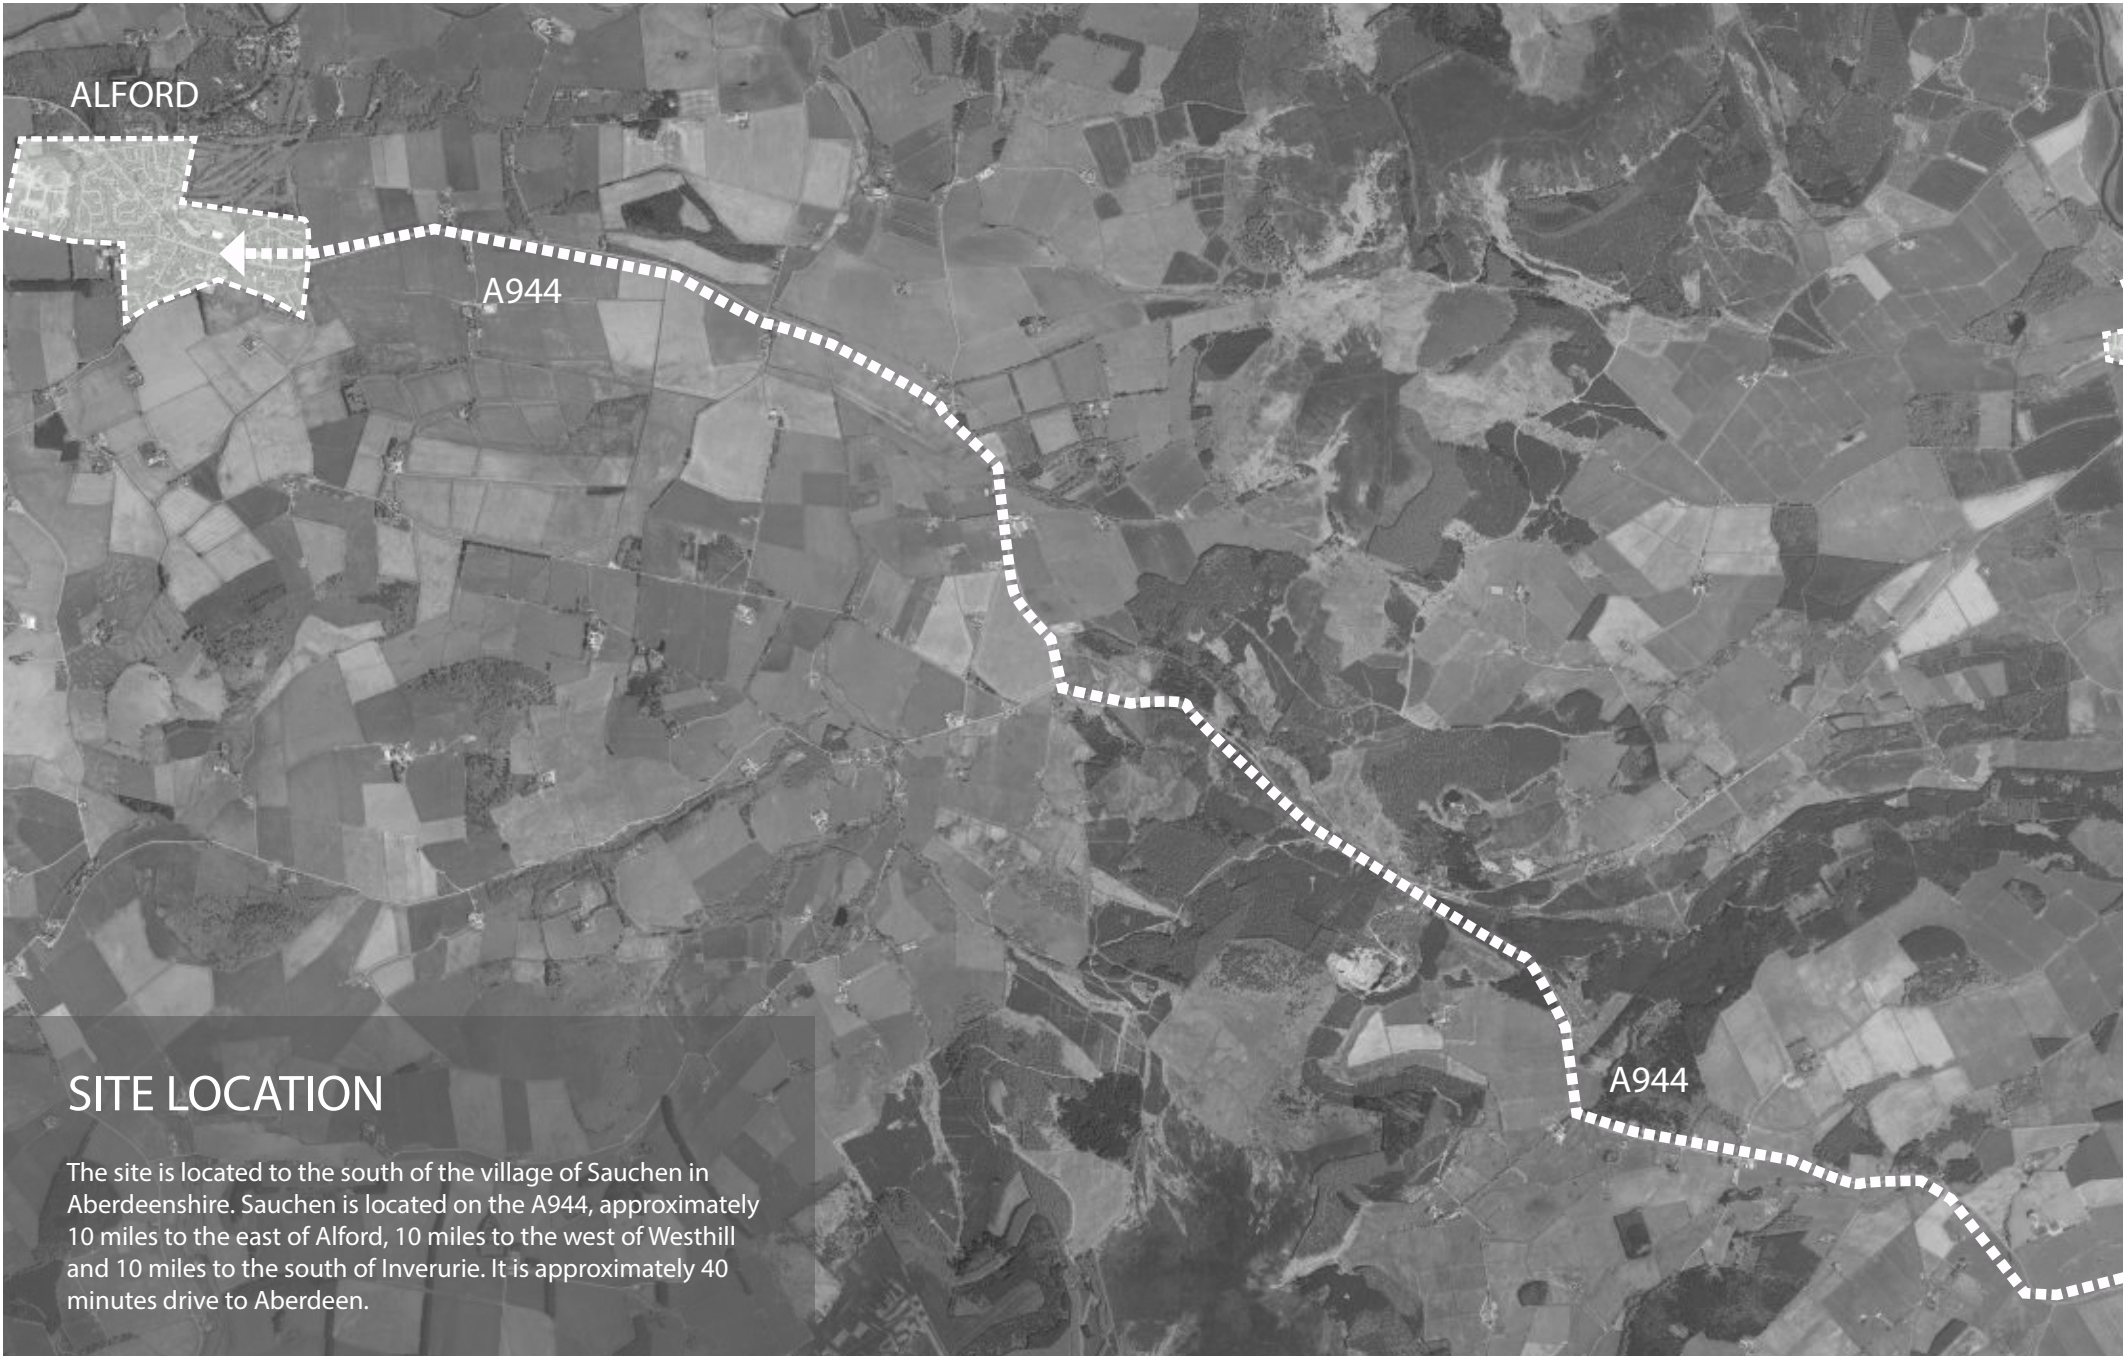 ALFORD
A944
A944
SITE LOCATION
The site is located to the south of the village of Sauchen in
Aberdeenshire. Sauchen is located on the A944, approximately
10 miles to the east of Alford, 10 miles to the west of Westhill
and 10 miles to the south of Inverurie. It is approximately 40
minutes drive to Aberdeen.